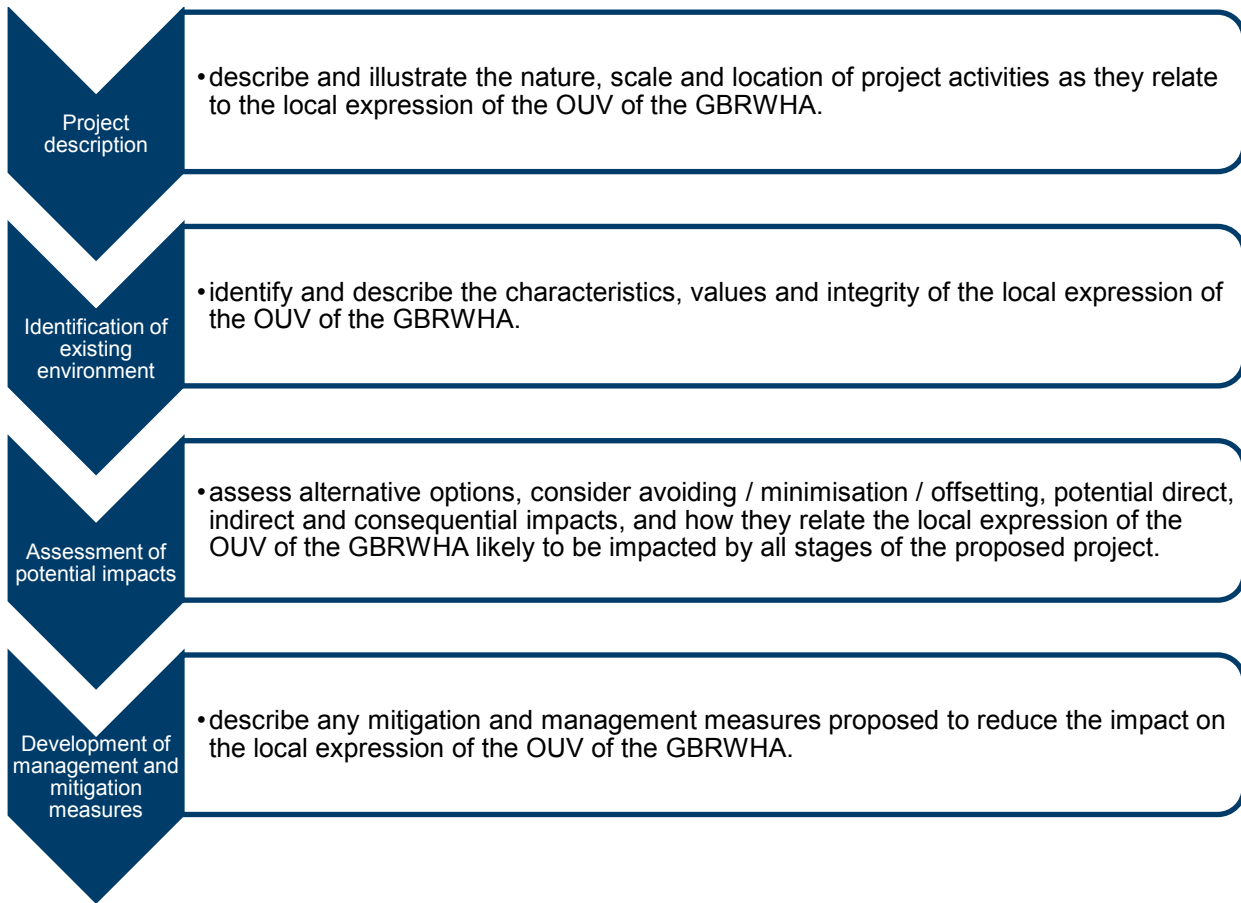 Project
description
•describe and illustrate the nature, scale and location of project activities as they relate
to the local expression of the OUV of the GBRWHA.
Identification of
existing
environment
•identify and describe the characteristics, values and integrity of the local expression of
the OUV of the GBRWHA.
Assessment of
potential impacts
•assess alternative options, consider avoiding / minimisation / offsetting, potential direct,
indirect and consequential impacts, and how they relate the local expression of the
OUV of the GBRWHA likely to be impacted by all stages of the proposed project.
Development of
management and
mitigation
measures
•describe any mitigation and management measures proposed to reduce the impact on
the local expression of the OUV of the GBRWHA.